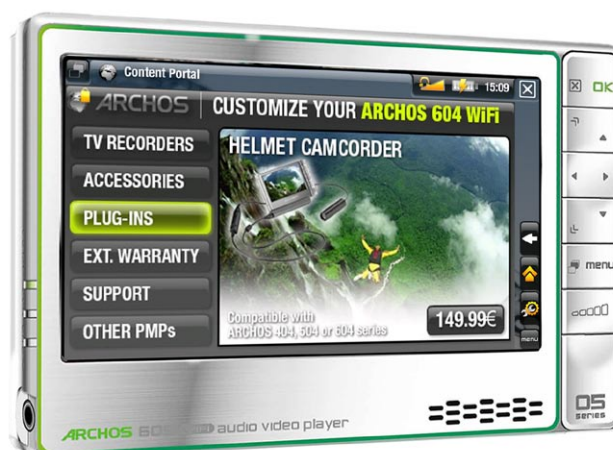 Content Portal
15:09
ARCHOS
CUSTOMIZE YOUR ARCHOS 604 WiFi
TV RECORDERS
ACCESSORIES
PLUG-INS
EXT. WARRANTY
SUPPORT
OTHER PMPs
HELMET CAMCORDER
Compatible with
ARCHOS 404, 504 or 604 series
149.99€
menu
OK
menu
05
series
ARCHOS audio video player